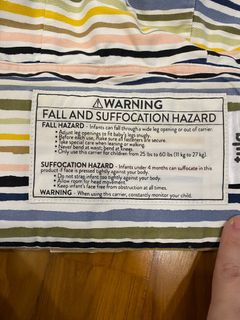 ⚠WARNING
FALL AND SUFFOCATION HAZARD
FALL HAZARD - Infants can fall through a wide leg opening or out of carrier.
• Adjust leg openings to fit baby's legs snugly.
• Before each use, Make sure all fasteners are secure.
• Take special care when leaning or walking.
• Never bend at waist; bend at knees.
• Only use this carrier for children from 25 lbs to 60 lbs (11 kg to 27 kg).
SUFFOCATION HAZARD - Infants under 4 months can suffocate in this
product if face is pressed tightly against your body.
• Do not strap infant too tightly against your body.
• Allow room for head movement.
• Keep infant's face free from obstruction at all times.
WARNING - When using this carrier, constantly monitor your child.
tula